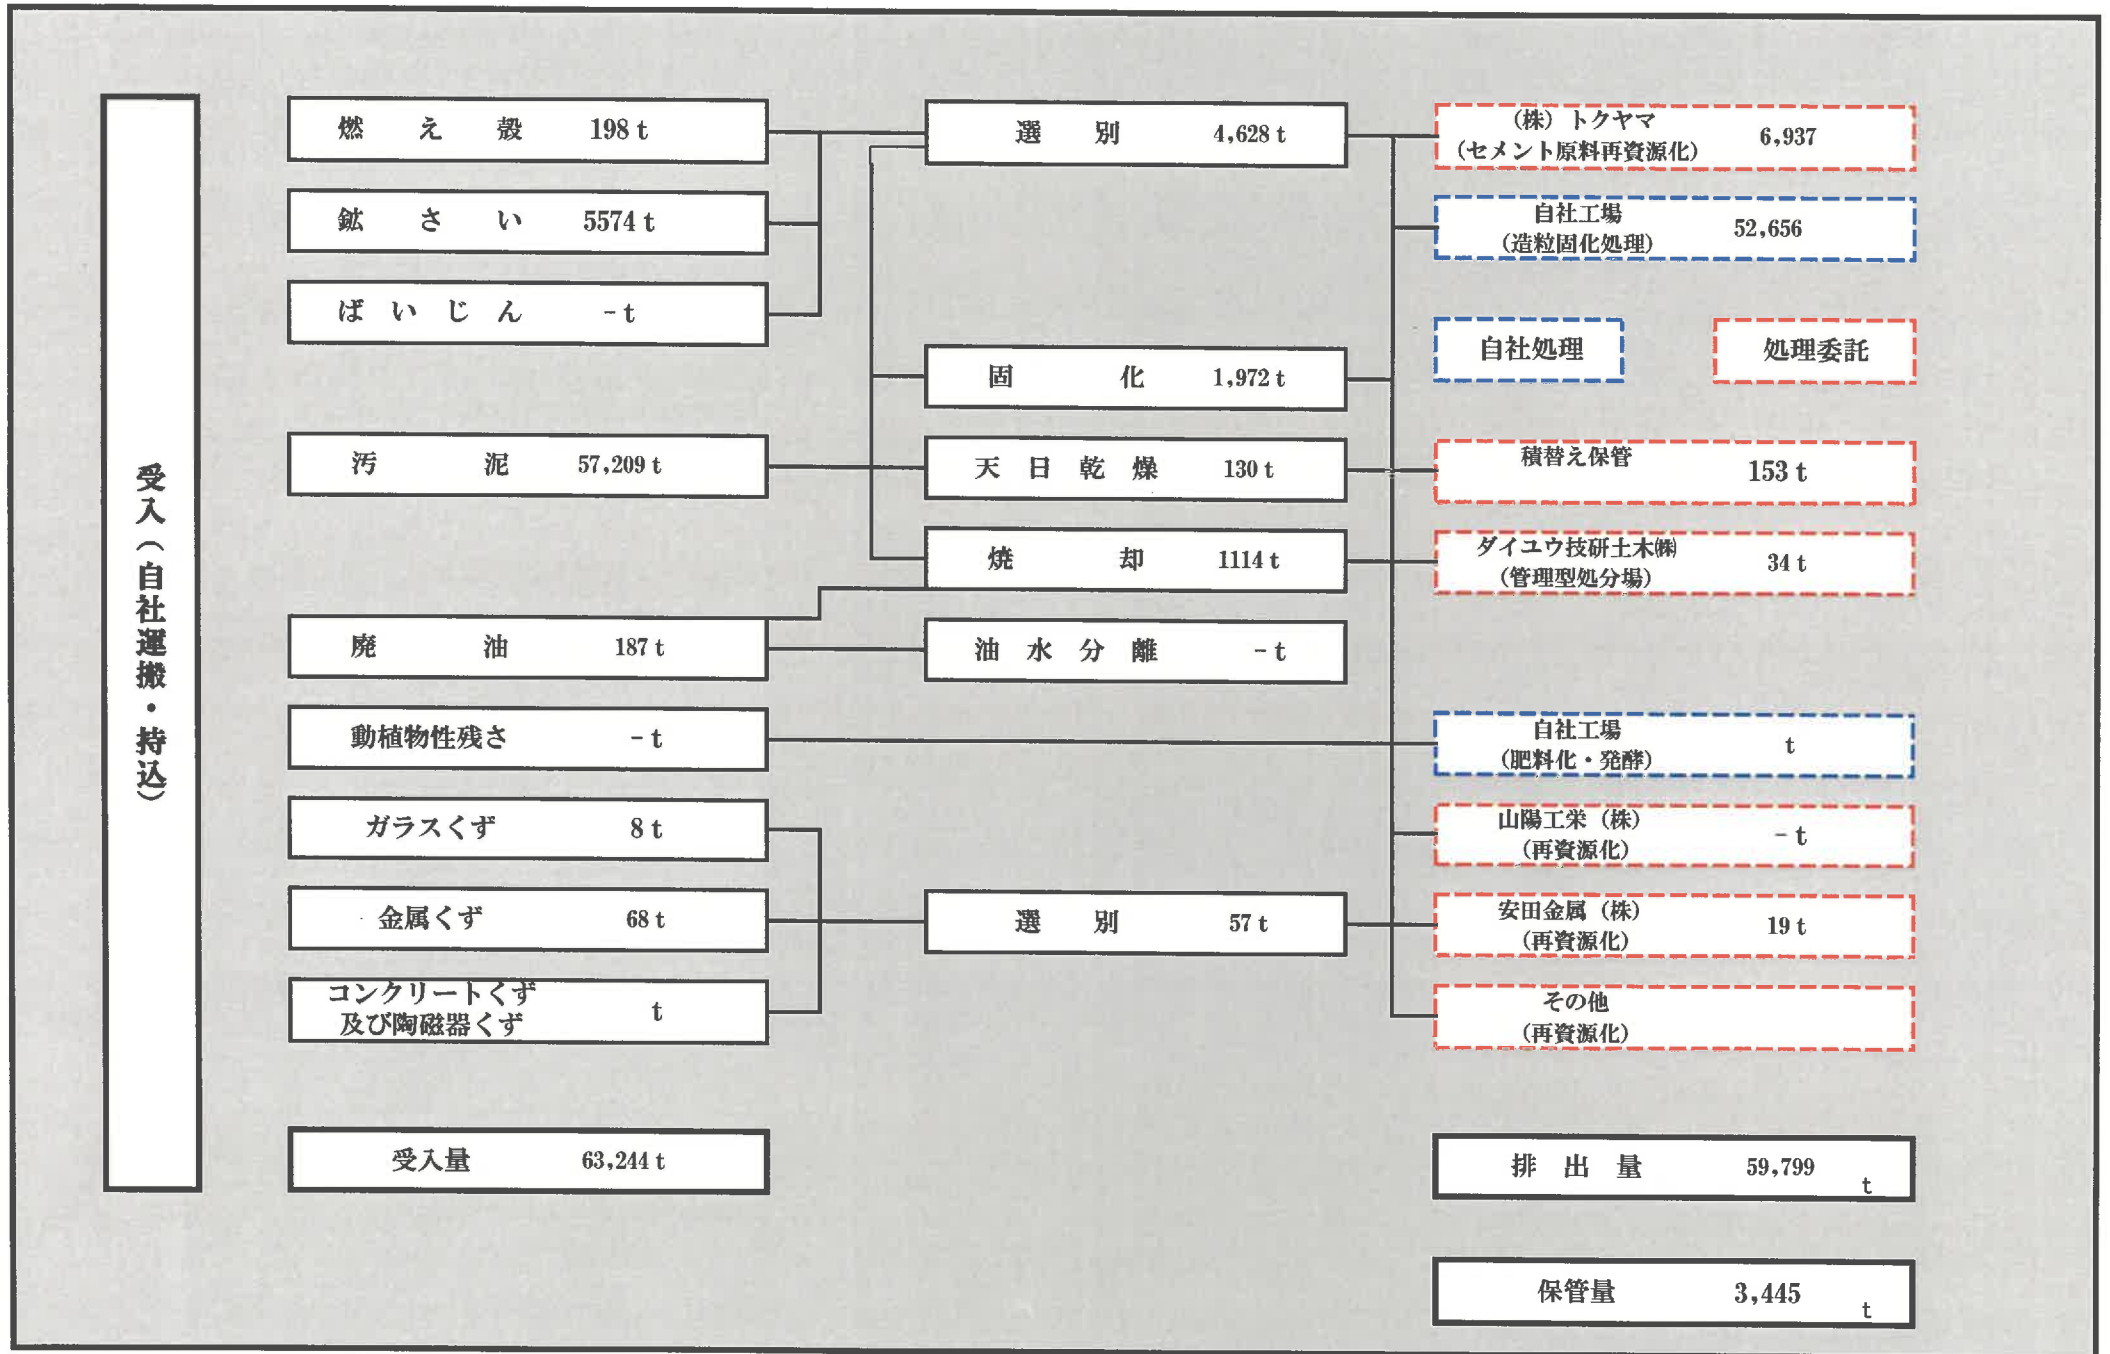 受入（自社運搬・持込）
燃え殻 198 t
鉱さい 5574 t
ばいじん - t
汚泥 57,209 t
廃油 187 t
動植物性残さ - t
ガラスくず 8 t
金属くず 68 t
コンクリートくず
及び陶磁器くず t
受入量 63,244 t
選別 4,628 t
固化 1,972 t
天日乾燥 130 t
焼却 1114 t
油水分離 - t
選別 57 t
（株）トクヤマ 6,937
（セメント原料再資源化）
自社工場 52,656
（造粒固化処理）
自社処理 処理委託
積替え保管 153 t
ダイユウ技研土木㈱ 34 t
（管理型処分場）
自社工場 t
（肥料化・発酵）
山陽工栄（株） - t
（再資源化）
安田金属（株） 19 t
（再資源化）
その他
（再資源化）
排出量 59,799 t
保管量 3,445 t